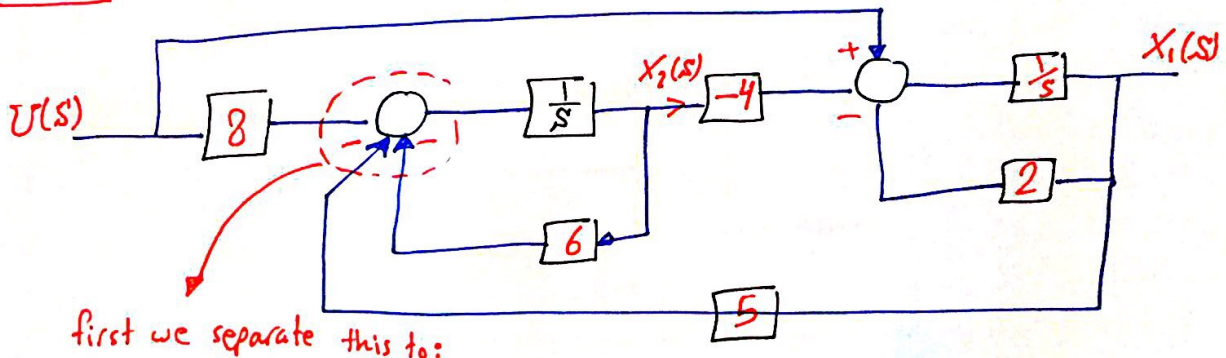 X₁(S)
+
X₂(S)
1/S
1/S
-4
U(S)
8
−
−
−
2
6
5
first we separate this to: